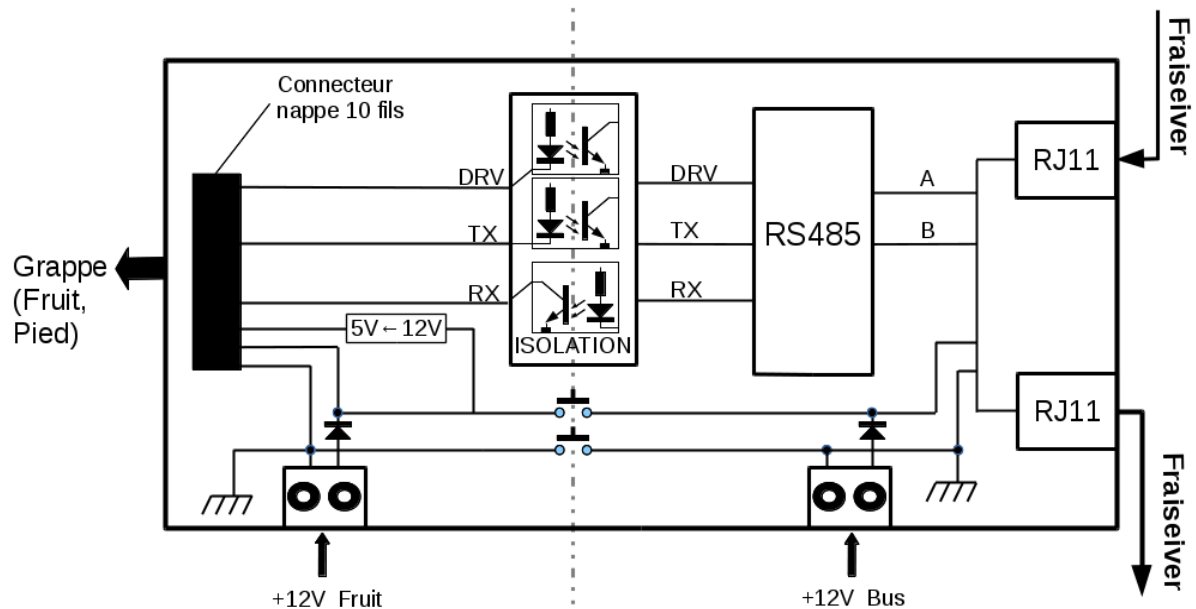 Connecteur
nappe 10 fils
Fraiseiver
RJ11
DRV
DRV
A
TX
TX
RS485
B
Grappe
(Fruit,
Pied)
RX
RX
5V←12V
ISOLATION
RJ11
Fraiseiver
+12V Fruit
+12V Bus